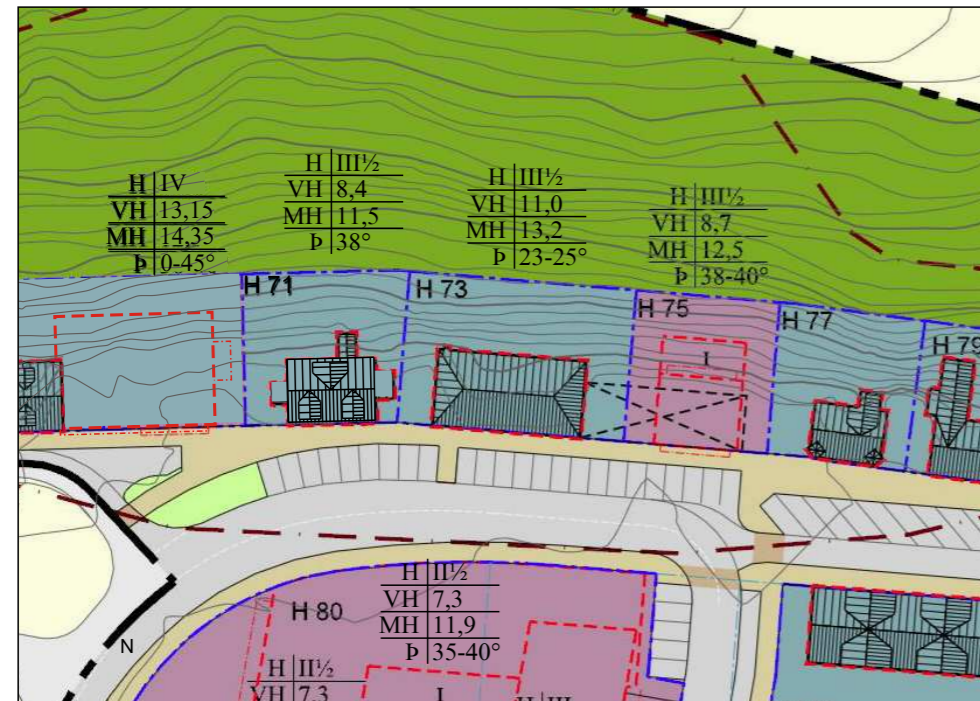 H IV
VH 13,15
MH 14,35
Þ 0-45°
H III½
VH 8,4
MH 11,5
Þ 38°
H III½
VH 11,0
MH 13,2
Þ 23-25°
H III½
VH 8,7
MH 12,5
Þ 38-40°
H 71
H 73
H 75
H 77
H 79
I
H II½
VH 7,3
MH 11,9
Þ 35-40°
H 80
N
H II½
VH 7,3
I
H III